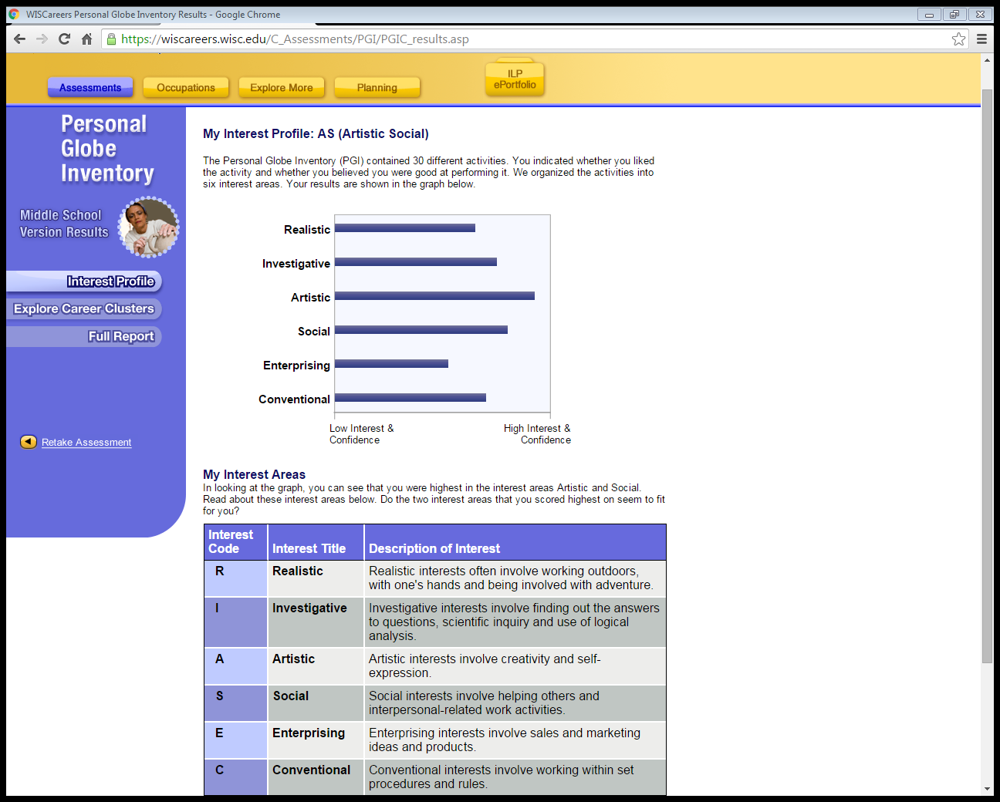 WISCareers Personal Globe Inventory Results - Google Chrome
https://wiscareers.wisc.edu/C_Assessments/PGI/PGIC_results.asp
ILP
ePortfolio
Assessments
Occupations
Explore More
Planning
Personal
Globe
Inventory
Middle School
Version Results
Interest Profile
Explore Career Clusters
Full Report
Retake Assessment
My Interest Profile: AS (Artistic Social)
The Personal Globe Inventory (PGI) contained 30 different activities. You indicated whether you liked
the activity and whether you believed you were good at performing it. We organized the activities into
six interest areas. Your results are shown in the graph below.
Realistic
Investigative
Artistic
Social
Enterprising
Conventional
Low Interest &
Confidence
High Interest &
Confidence
My Interest Areas
In looking at the graph, you can see that you were highest in the interest areas Artistic and Social.
Read about these interest areas below. Do the two interest areas that you scored highest on seem to fit
for you?
Interest
Code
Interest Title
Description of Interest
R
Realistic
Realistic interests often involve working outdoors,
with one's hands and being involved with adventure.
I
Investigative
Investigative interests involve finding out the answers
to questions, scientific inquiry and use of logical
analysis.
A
Artistic
Artistic interests involve creativity and self-
expression.
S
Social
Social interests involve helping others and
interpersonal-related work activities.
E
Enterprising
Enterprising interests involve sales and marketing
ideas and products.
C
Conventional
Conventional interests involve working within set
procedures and rules.